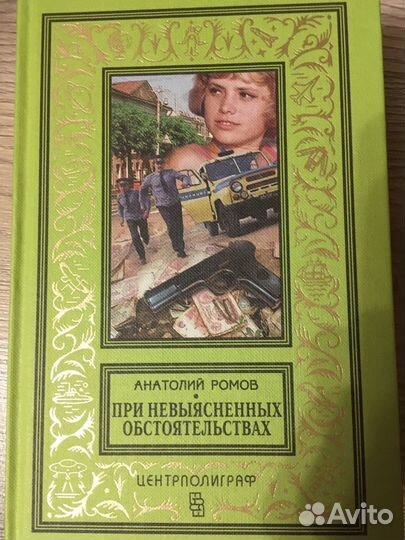 АНАТОЛИЙ РОМОВ
ПРИ НЕВЫЯСНЕННЫХ
ОБСТОЯТЕЛЬСТВАХ
ЦЕНТРПОЛИГРАФ
Avito